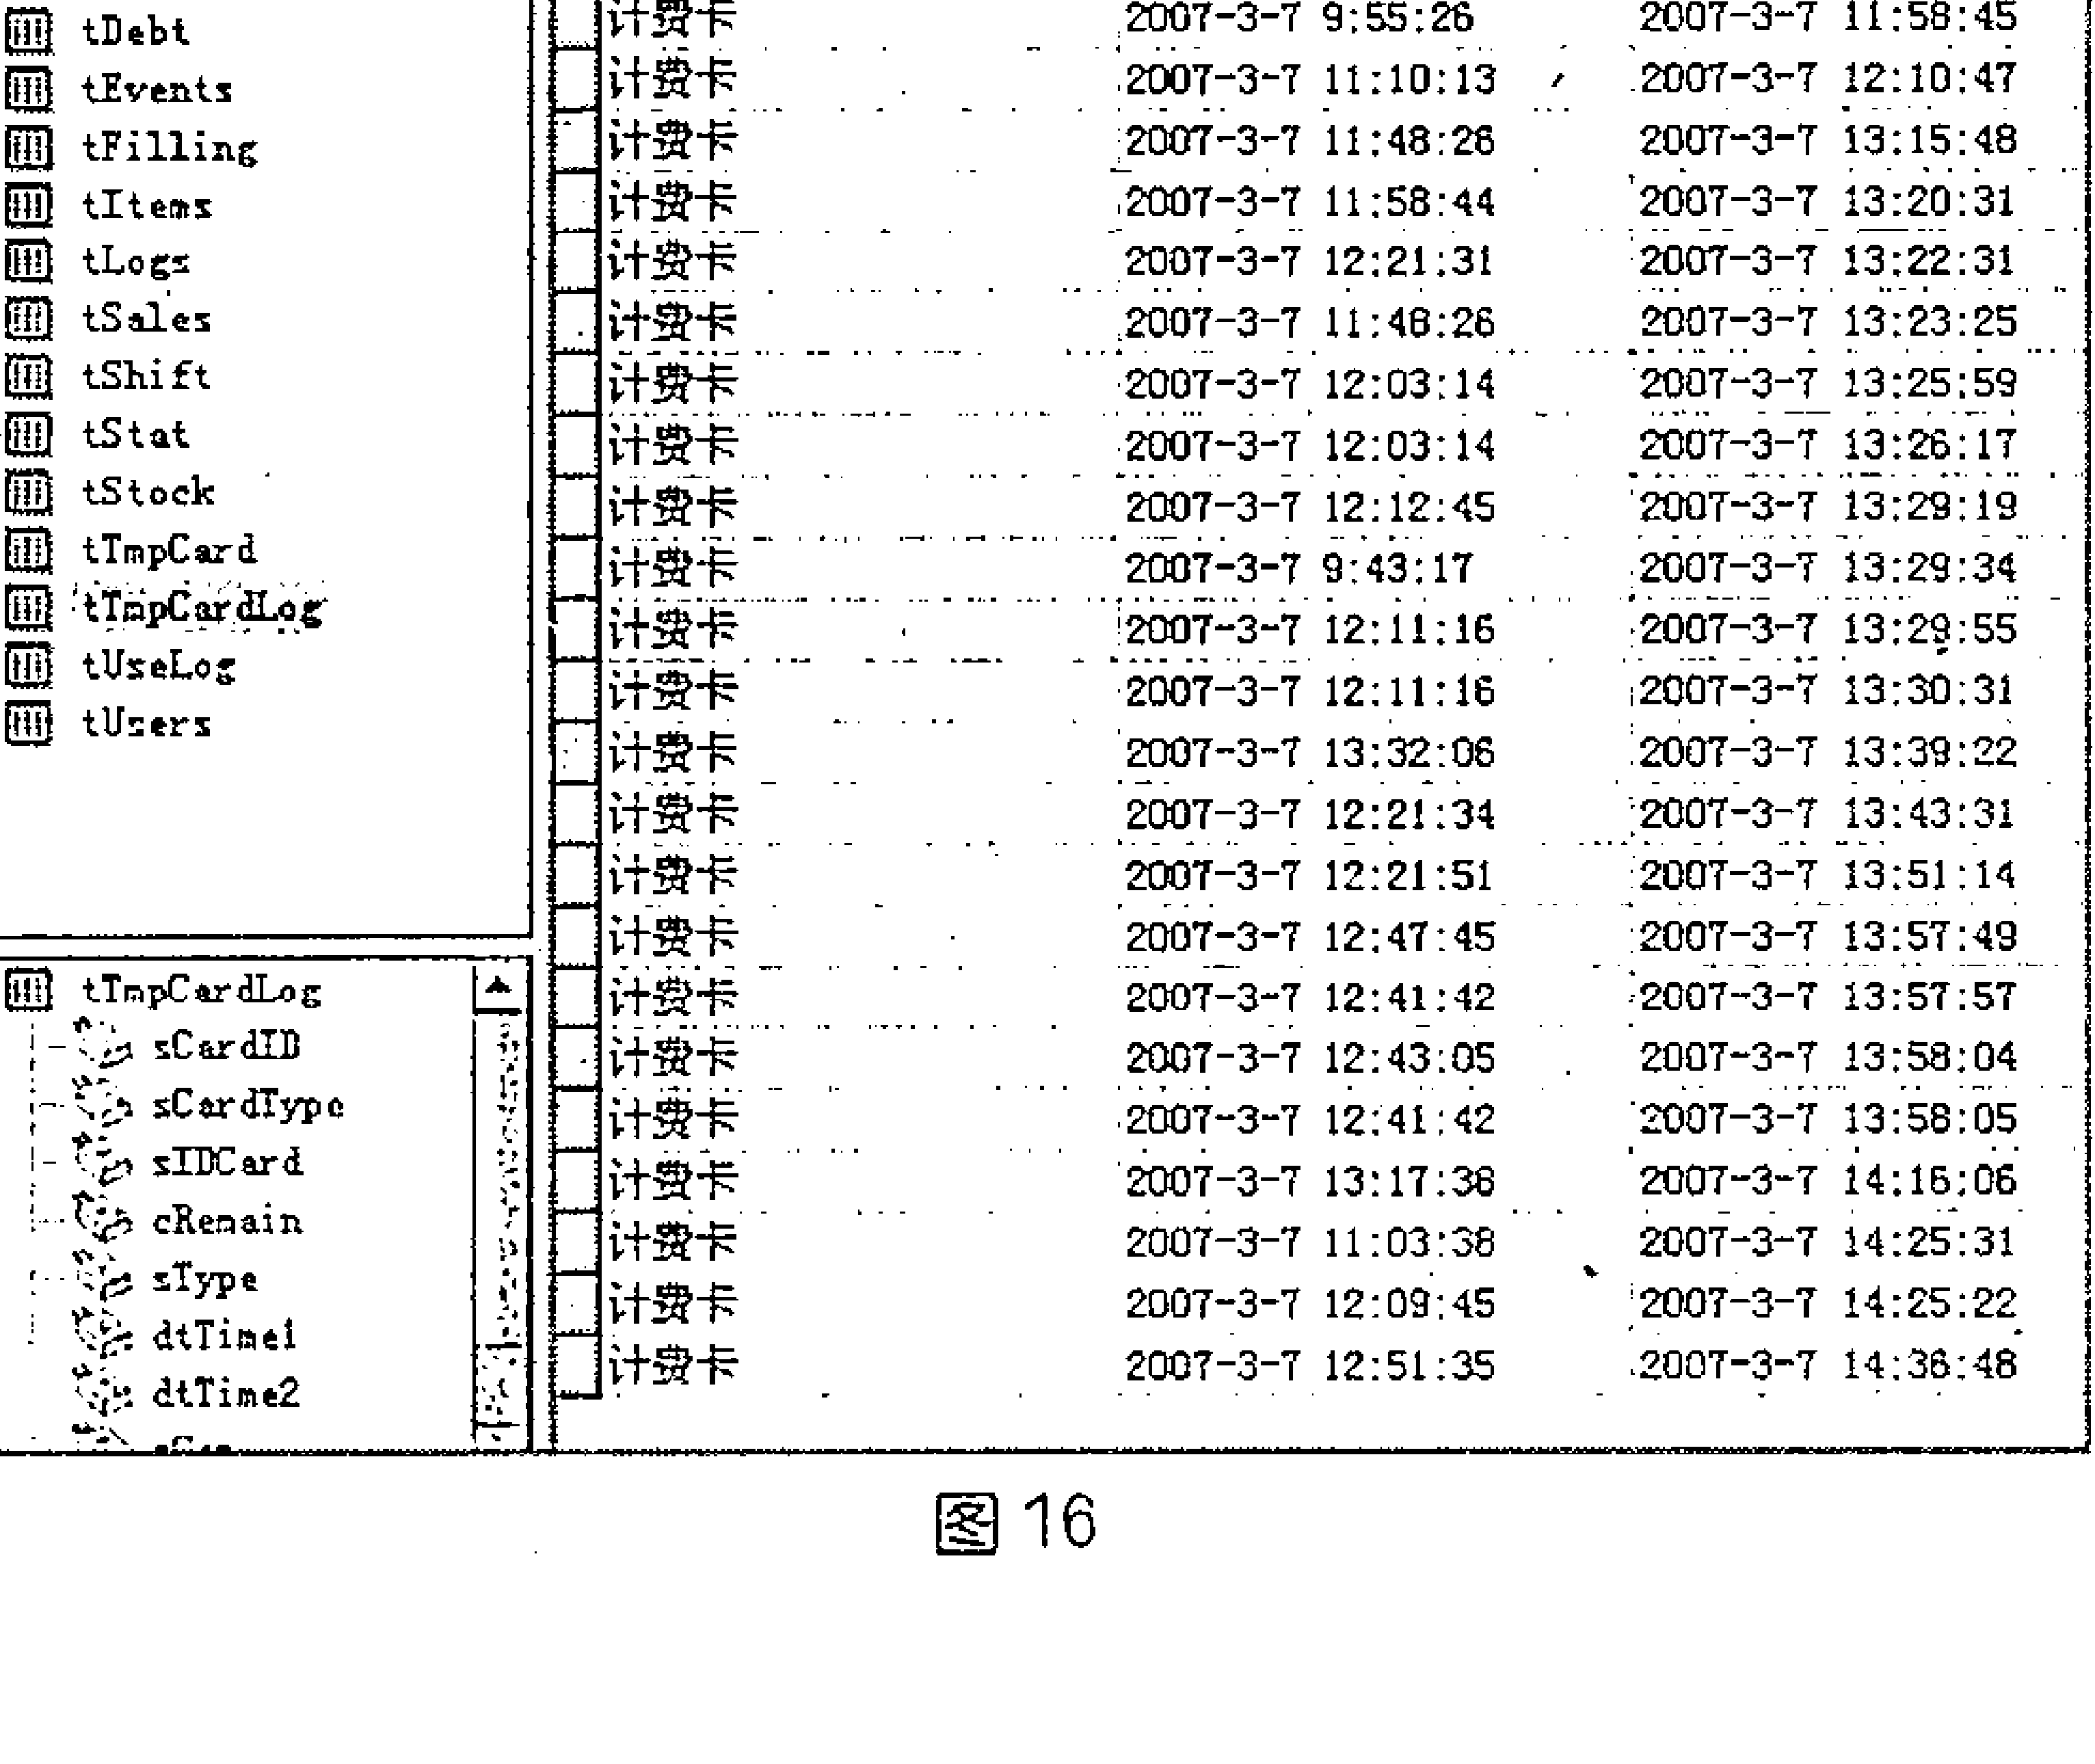 tDebt
tEvents
tFilling
tItems
tLogs
tSales
tShift
tStat
tStock
tTmpCard
tTmpCardLog
tUseLog
tUsers
tTmpCardLog
sCardID
sCardType
sIDCard
cRemain
sType
dtTime1
dtTime2
计费卡 2007-3-7 9:55:26 2007-3-7 11:58:45
计费卡 2007-3-7 11:10:13 2007-3-7 12:10:47
计费卡 2007-3-7 11:48:26 2007-3-7 13:15:48
计费卡 2007-3-7 11:58:44 2007-3-7 13:20:31
计费卡 2007-3-7 12:21:31 2007-3-7 13:22:31
计费卡 2007-3-7 11:48:26 2007-3-7 13:23:25
计费卡 2007-3-7 12:03:14 2007-3-7 13:25:59
计费卡 2007-3-7 12:03:14 2007-3-7 13:26:17
计费卡 2007-3-7 12:12:45 2007-3-7 13:29:19
计费卡 2007-3-7 9:43:17 2007-3-7 13:29:34
计费卡 2007-3-7 12:11:16 2007-3-7 13:29:55
计费卡 2007-3-7 12:11:16 2007-3-7 13:30:31
计费卡 2007-3-7 13:32:06 2007-3-7 13:39:22
计费卡 2007-3-7 12:21:34 2007-3-7 13:43:31
计费卡 2007-3-7 12:21:51 2007-3-7 13:51:14
计费卡 2007-3-7 12:47:45 2007-3-7 13:57:49
计费卡 2007-3-7 12:41:42 2007-3-7 13:57:57
计费卡 2007-3-7 12:43:05 2007-3-7 13:58:04
计费卡 2007-3-7 12:41:42 2007-3-7 13:58:05
计费卡 2007-3-7 13:17:38 2007-3-7 14:16:06
计费卡 2007-3-7 11:03:38 2007-3-7 14:25:31
计费卡 2007-3-7 12:09:45 2007-3-7 14:25:22
计费卡 2007-3-7 12:51:35 2007-3-7 14:36:48
图 16